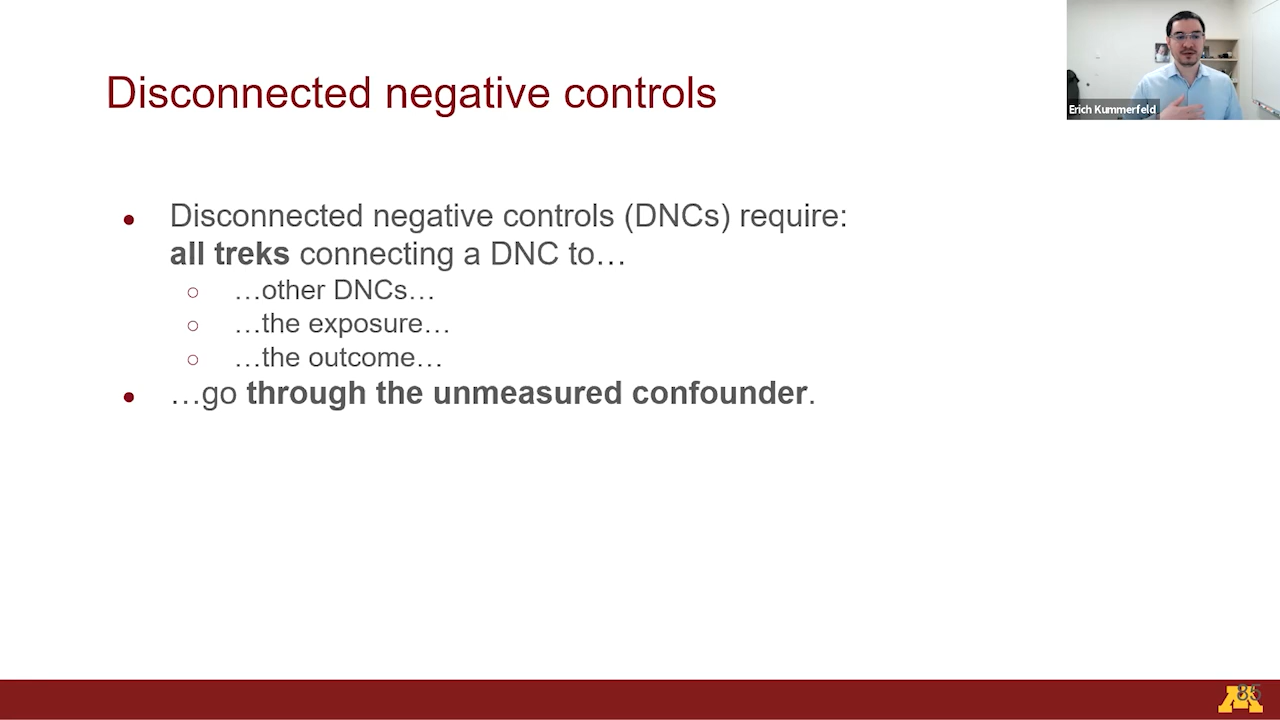 Disconnected negative controls
Erich Kummerfeld
● Disconnected negative controls (DNCs) require:
all treks connecting a DNC to…
○ …other DNCs…
○ …the exposure…
○ …the outcome…
● …go through the unmeasured confounder.
35